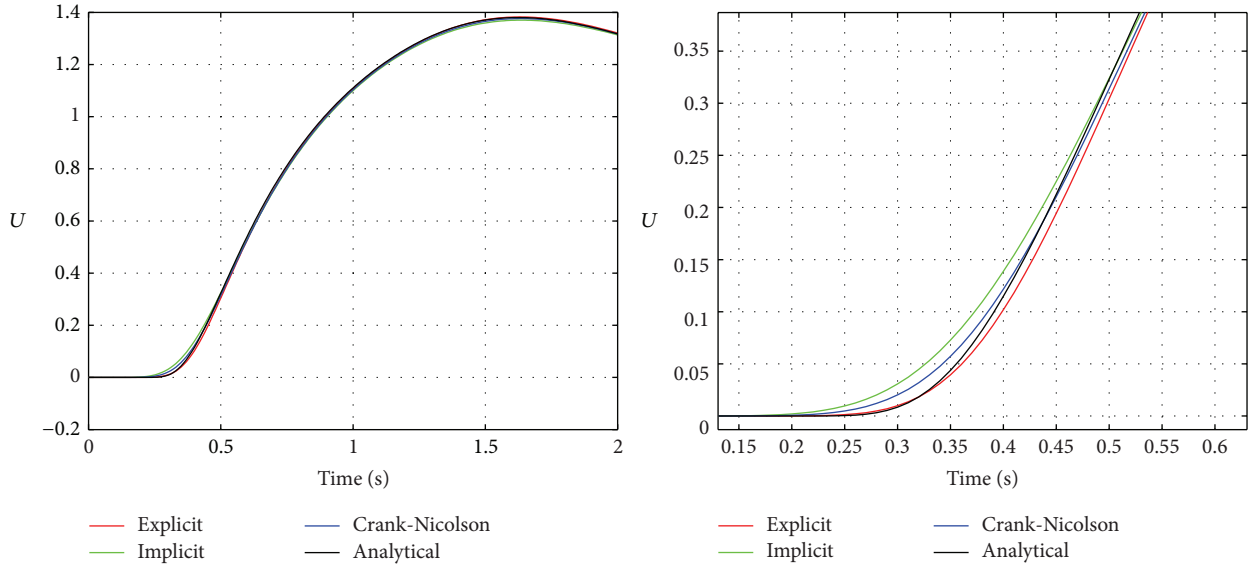 1.4
1.2
1
0.8
0.6
0.4
0.2
0
−0.2
U
0 0.5 1 1.5 2
Time (s)
Explicit Crank-Nicolson
Implicit Analytical
0.35
0.3
0.25
0.2
0.15
0.1
0.05
0
U
0.15 0.2 0.25 0.3 0.35 0.4 0.45 0.5 0.55 0.6
Time (s)
Explicit Crank-Nicolson
Implicit Analytical